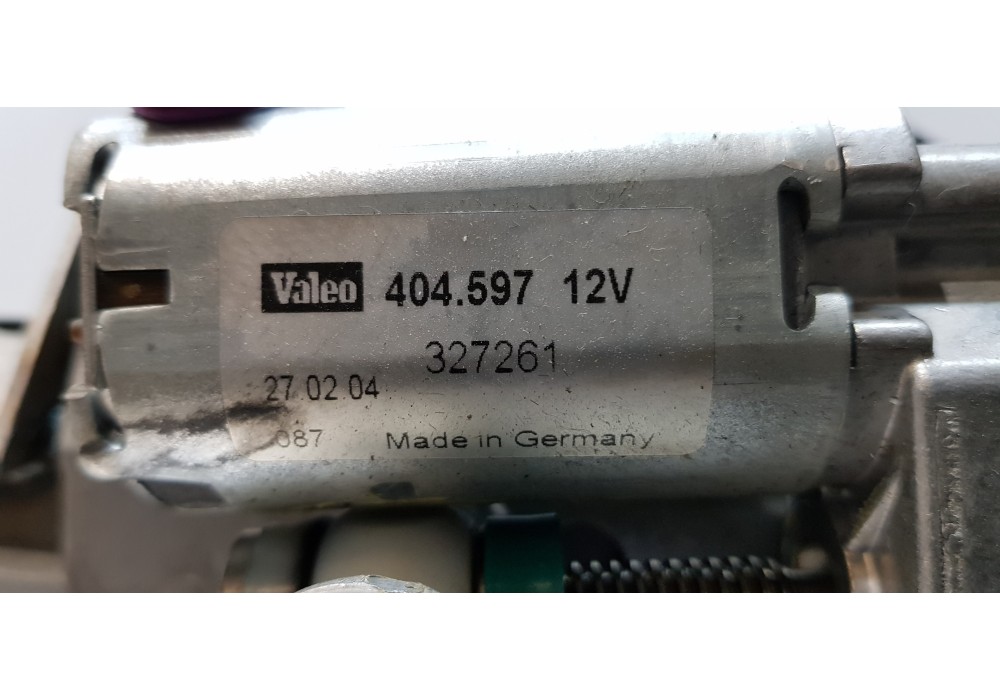 Valeo 404.597 12V
327261
27.02.04
087 Made in Germany